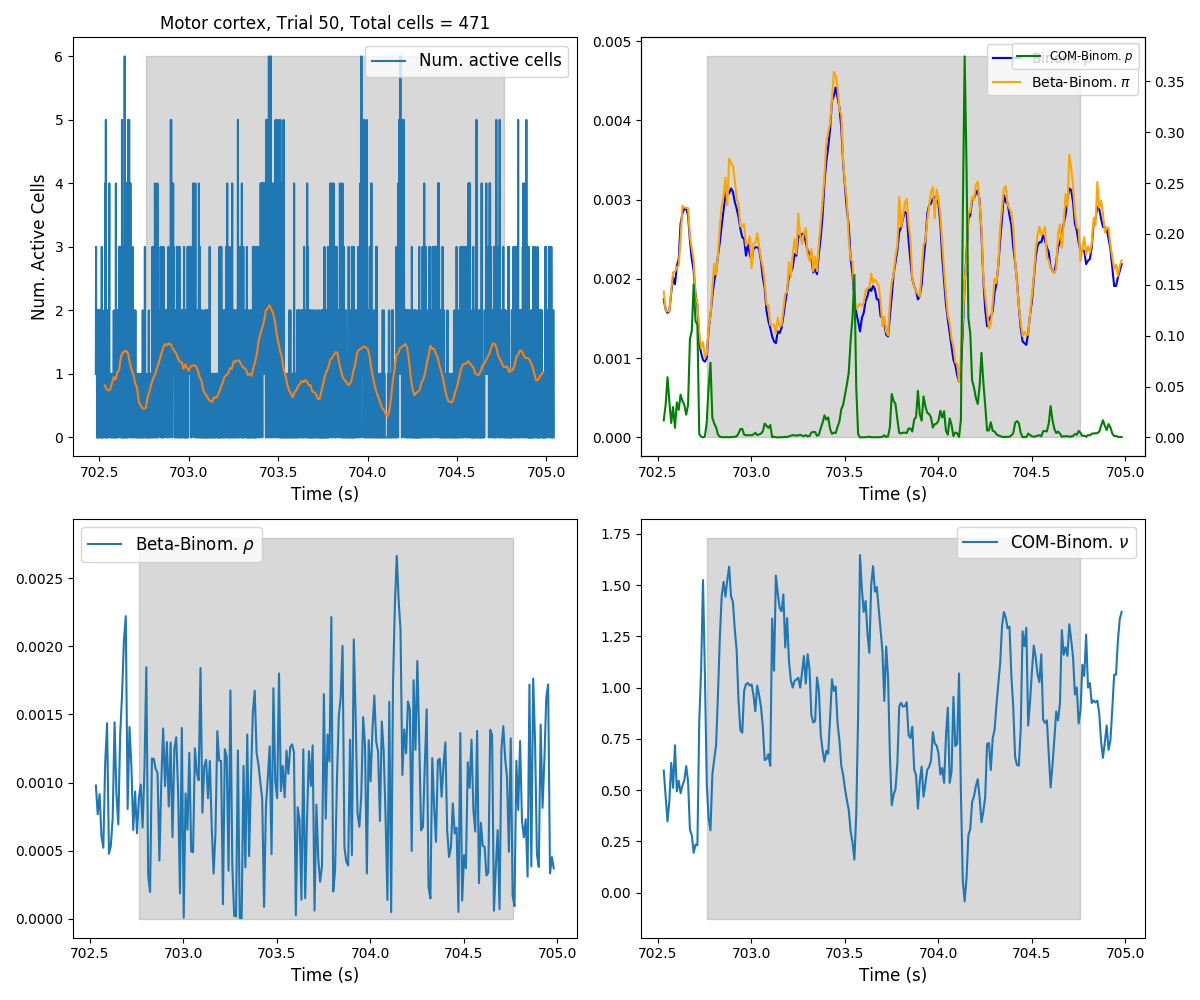 Motor cortex, Trial 50, Total cells = 471
Num. active cells
Num. Active Cells
6
5
4
3
2
1
0
702.5 703.0 703.5 704.0 704.5 705.0
Time (s)
COM-Binom. p
Beta-Binom. π
0.005
0.004
0.003
0.002
0.001
0.000
0.35
0.30
0.25
0.20
0.15
0.10
0.05
0.00
702.5 703.0 703.5 704.0 704.5 705.0
Time (s)
Beta-Binom. ρ
0.0025
0.0020
0.0015
0.0010
0.0005
0.0000
702.5 703.0 703.5 704.0 704.5 705.0
Time (s)
COM-Binom. ν
1.75
1.50
1.25
1.00
0.75
0.50
0.25
0.00
702.5 703.0 703.5 704.0 704.5 705.0
Time (s)